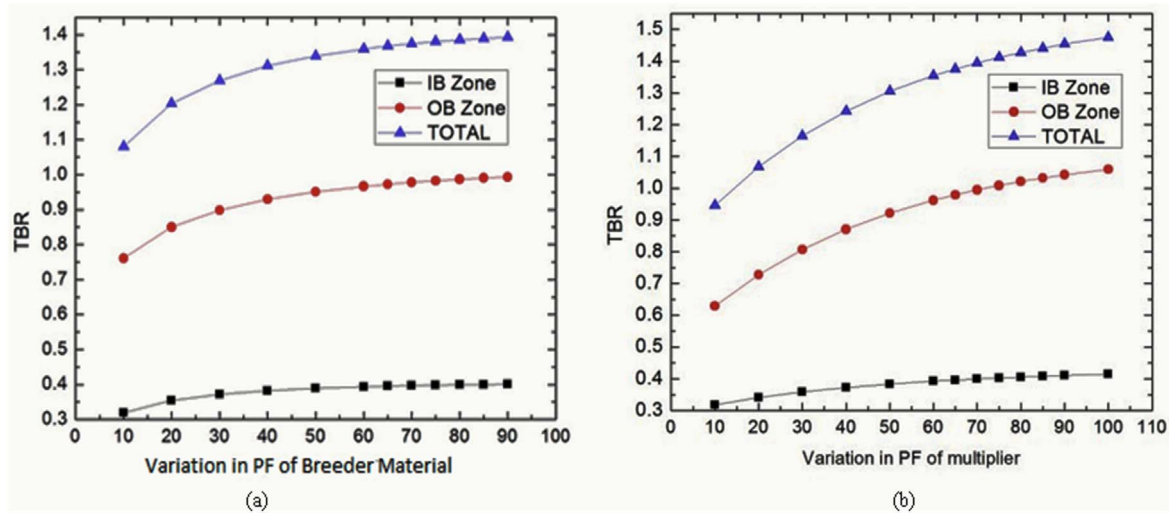 1.4
1.3
1.2
1.1
1.0
0.9
0.8
0.7
0.6
0.5
0.4
0.3
TBR
IB Zone
OB Zone
TOTAL
0 10 20 30 40 50 60 70 80 90 100
Variation in PF of Breeder Material
(a)
1.5
1.4
1.3
1.2
1.1
1.0
0.9
0.8
0.7
0.6
0.5
0.4
0.3
TBR
IB Zone
OB Zone
TOTAL
0 10 20 30 40 50 60 70 80 90 100 110
Variation in PF of multiplier
(b)